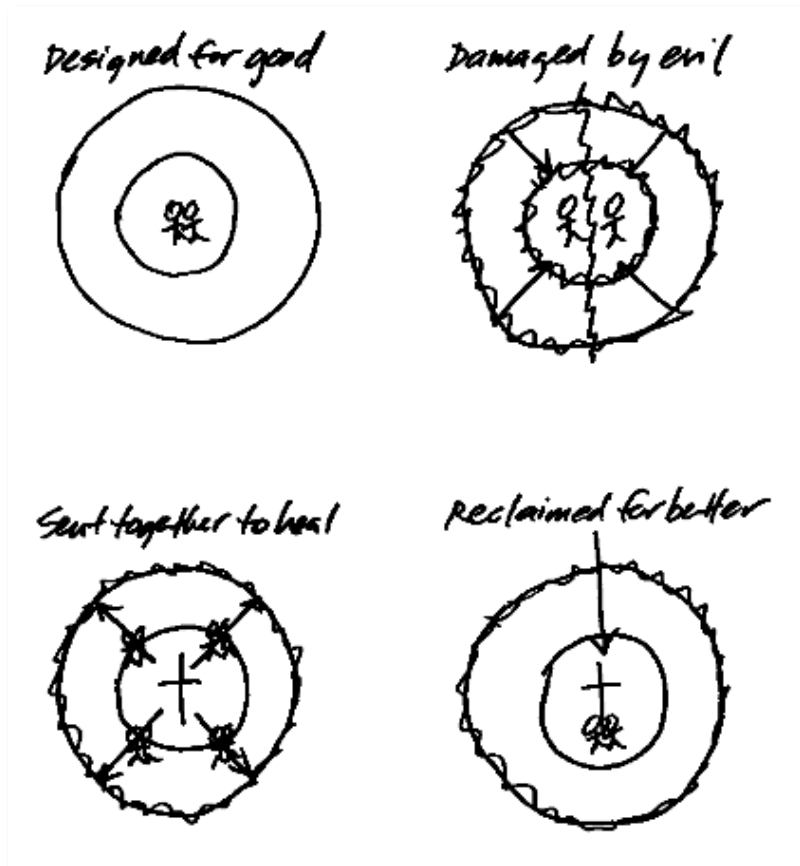 Designed for good
Damaged by evil
Sent together to heal
Reclaimed for better